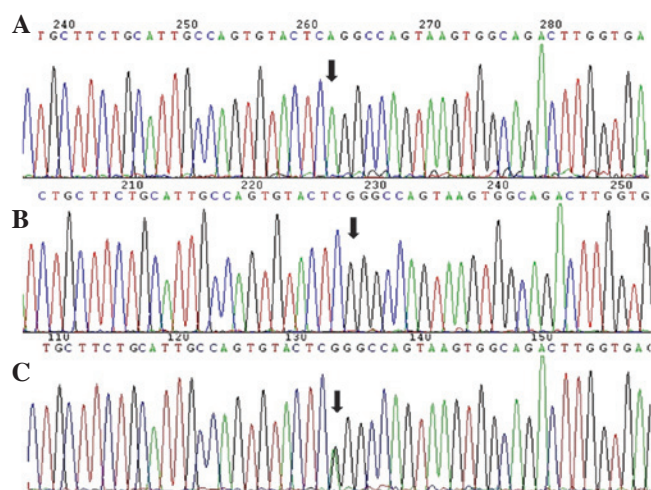 240 250 260 270 280
A
TGCTTCTGCATTGCCAGTGTACTCAGGCCAGTAAGTGGCAGACTTGGTGA
210 220 230 240 250
CTGCTTCTGCATTGCCAGTGTACTCGGGCCAGTAAGTGGCAGACTTGGTG
B
110 120 130 140 150
TGCTTCTGCATTGCCAGTGTACTCGGGCCAGTAAGTGGCAGACTTGGTGAG
C